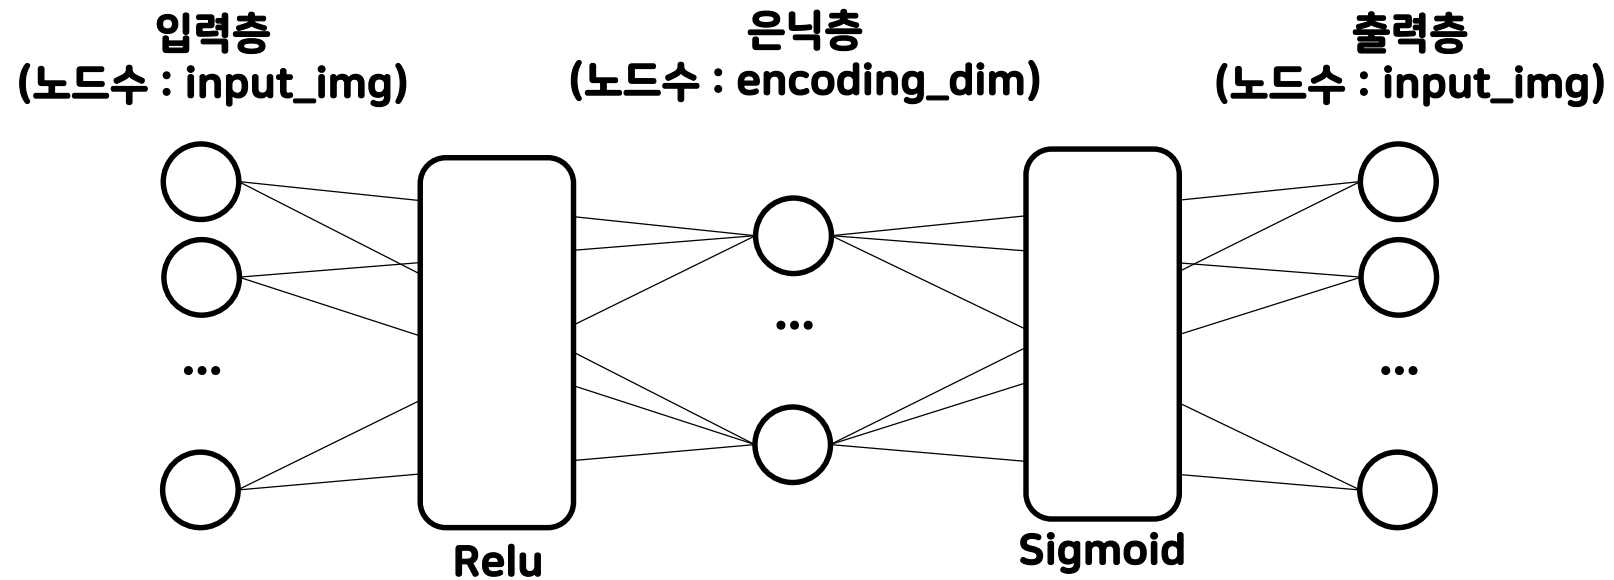 입력층
(노드수 : input_img)
은닉층
(노드수 : encoding_dim)
출력층
(노드수 : input_img)
Relu
Sigmoid